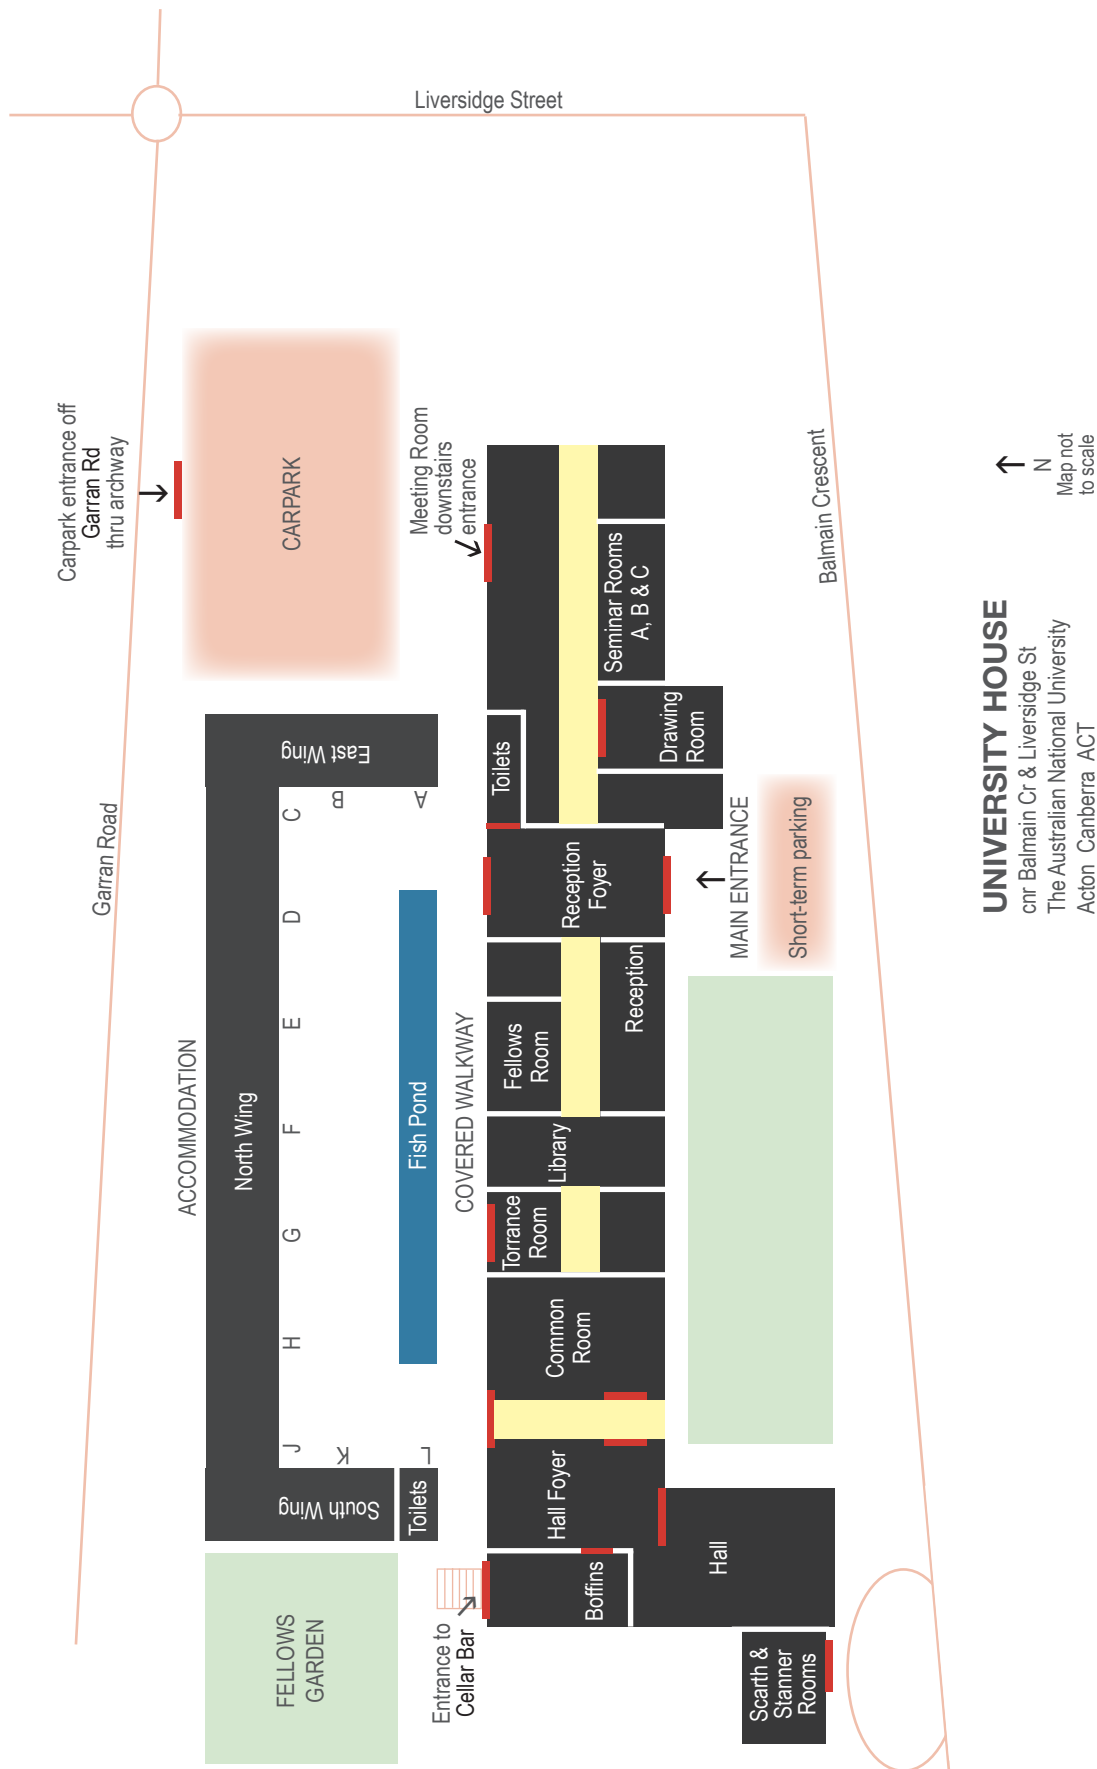 Liversidge Street
Carpark entrance off
Garran Rd
thru archway
CARPARK
Meeting Room
downstairs
entrance
Balmain Crescent
N
Map not
to scale
Seminar Rooms
A, B & C
East Wing
Toilets
Drawing
Room
Garran Road
C
B
A
D
E
F
G
H
J
K
L
Reception
Foyer
MAIN ENTRANCE
Short-term parking
UNIVERSITY HOUSE
cnr Balmain Cr & Liversidge St
The Australian National University
Acton Canberra ACT
ACCOMMODATION
North Wing
Fish Pond
COVERED WALKWAY
Fellows
Room
Reception
Library
Torrance
Room
Common
Room
South Wing
Toilets
Hall Foyer
Hall
Boffins
FELLOWS
GARDEN
Entrance to
Cellar Bar
Scarth &
Stanner
Rooms